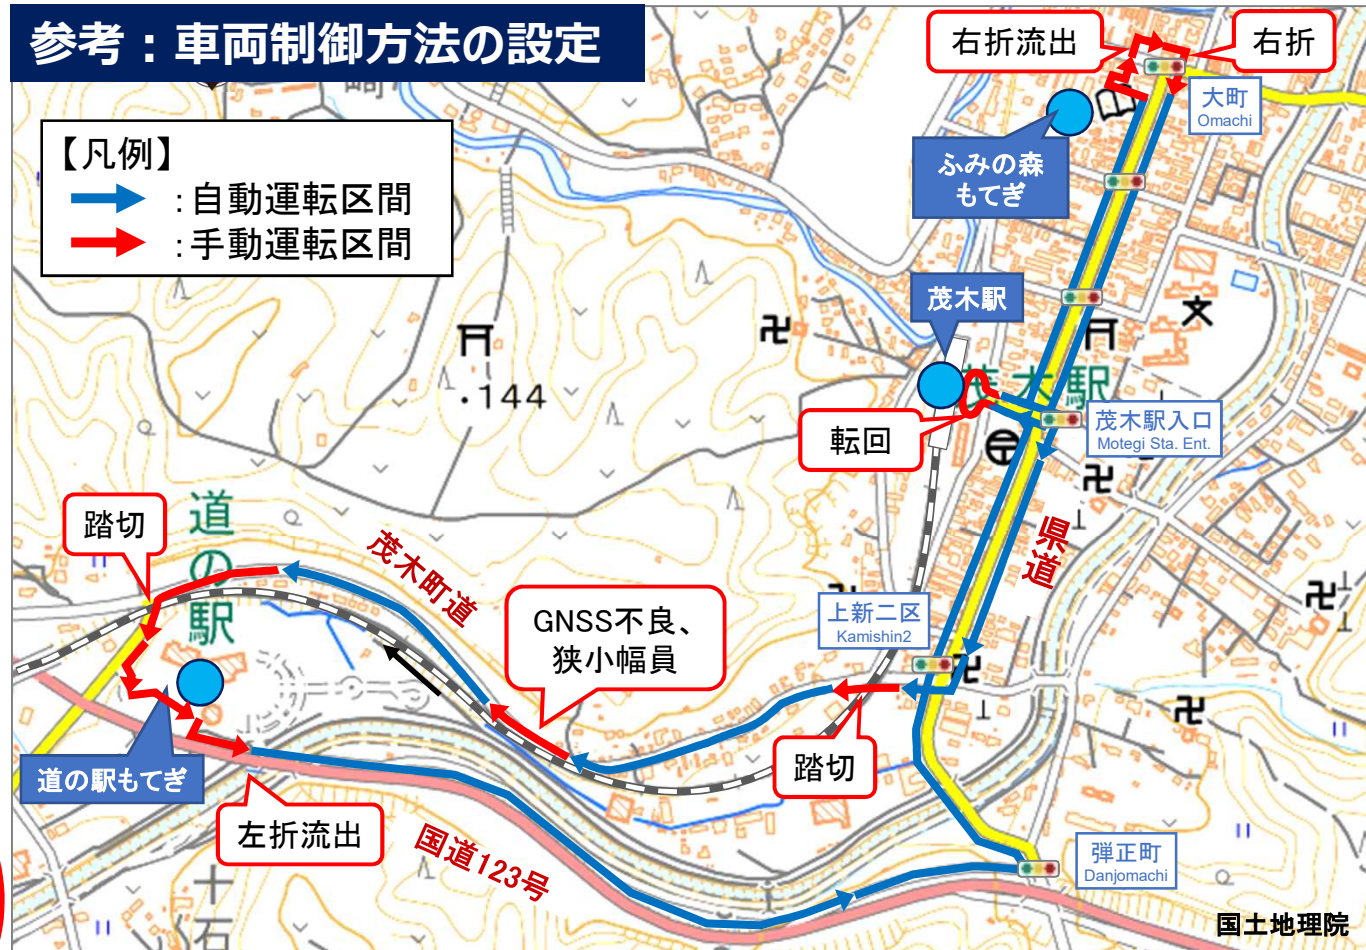 参考：車両制御方法の設定
【凡例】
：自動運転区間
：手動運転区間
右折流出
右折
大町
Omachi
ふみの森
もてぎ
茂木駅
茂木駅
転回
茂木駅入口
Motegi Sta. Ent.
・144
踏切
道の駅
茂木町道
GNSS不良、
狭小幅員
県道
上新二区
Kamishin2
踏切
道の駅もてぎ
左折流出
国道123号
弾正町
Danjomachi
十石
国土地理院